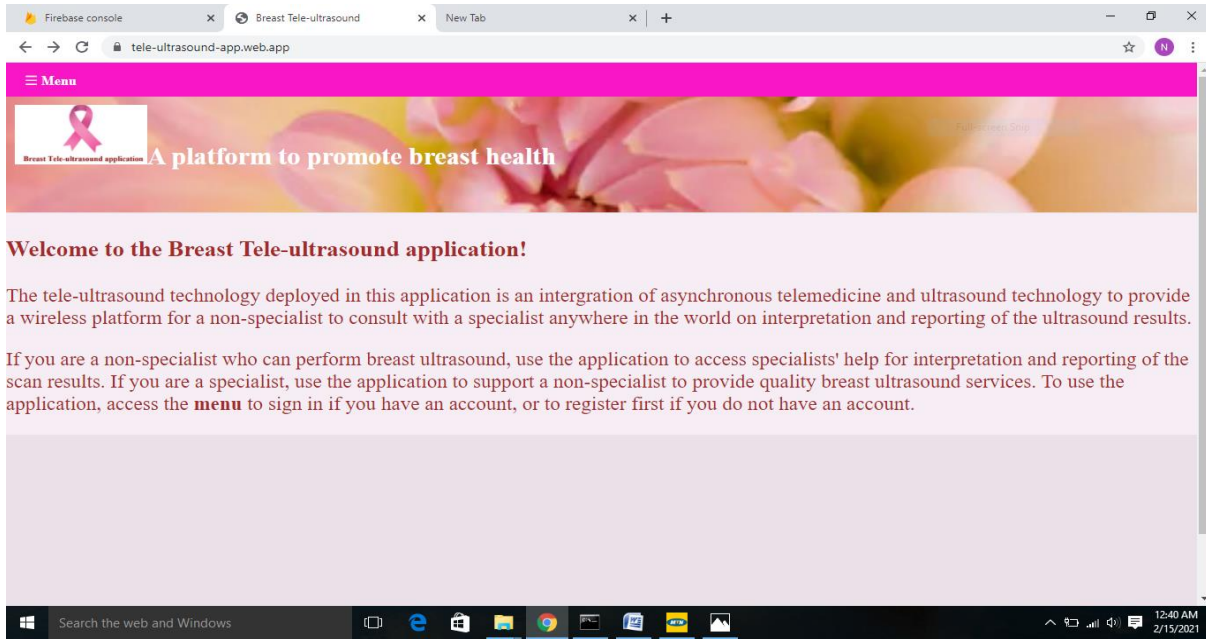 Firebase console
Breast Tele-ultrasound
New Tab
tele-ultrasound-app.web.app
N
Menu
Breast Tele-ultrasound application
A platform to promote breast health
Welcome to the Breast Tele-ultrasound application!
The tele-ultrasound technology deployed in this application is an intergration of asynchronous telemedicine and ultrasound technology to provide
a wireless platform for a non-specialist to consult with a specialist anywhere in the world on interpretation and reporting of the ultrasound results.
If you are a non-specialist who can perform breast ultrasound, use the application to access specialists' help for interpretation and reporting of the
scan results. If you are a specialist, use the application to support a non-specialist to provide quality breast ultrasound services. To use the
application, access the menu to sign in if you have an account, or to register first if you do not have an account.
Search the web and Windows
12:40 AM
2/15/2021